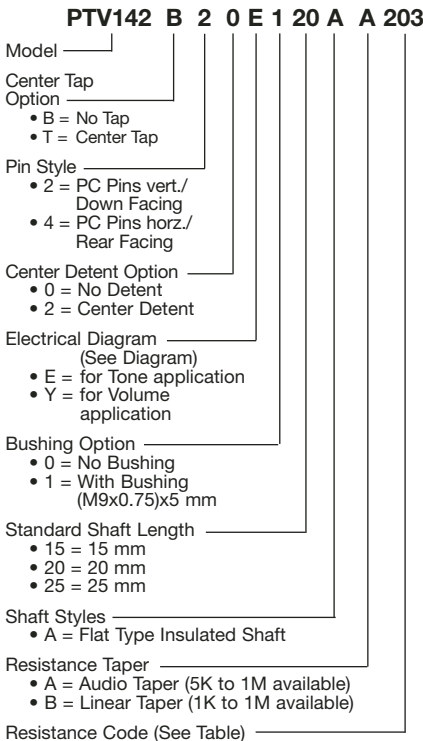 PTV142 B 2 0 E 1 20 A A 203
Model
Center Tap
Option
• B = No Tap
• T = Center Tap
Pin Style
• 2 = PC Pins vert./
Down Facing
• 4 = PC Pins horz./
Rear Facing
Center Detent Option
• 0 = No Detent
• 2 = Center Detent
Electrical Diagram
(See Diagram)
• E = for Tone application
• Y = for Volume
application
Bushing Option
• 0 = No Bushing
• 1 = With Bushing
(M9x0.75)x5 mm
Standard Shaft Length
• 15 = 15 mm
• 20 = 20 mm
• 25 = 25 mm
Shaft Styles
• A = Flat Type Insulated Shaft
Resistance Taper
• A = Audio Taper (5K to 1M available)
• B = Linear Taper (1K to 1M available)
Resistance Code (See Table)